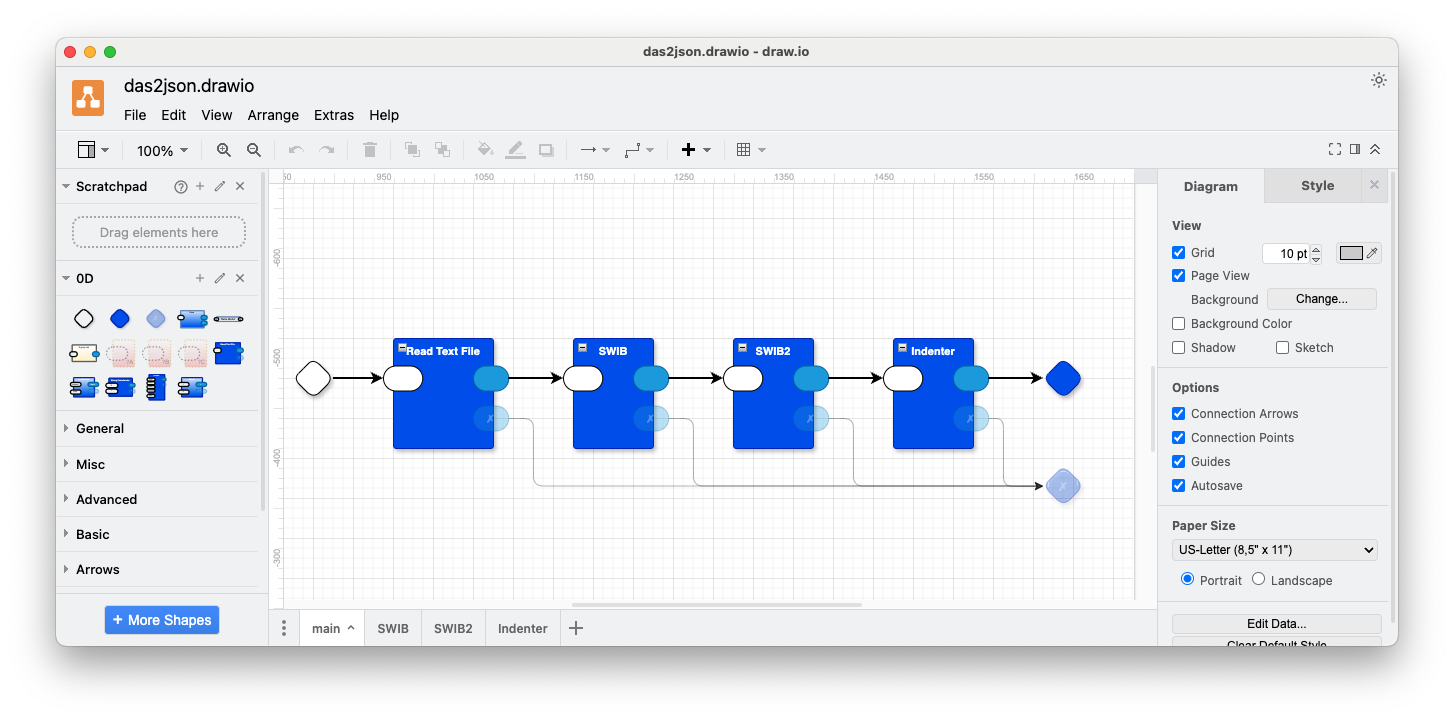 das2json.drawio - draw.io
das2json.drawio
File Edit View Arrange Extras Help
100%
Scratchpad
Drag elements here
0D
General
Misc
Advanced
Basic
Arrows
+ More Shapes
50 950 1050 1150 1250 1350 1450 1550 1650
-600
-500
-400
-300
Read Text File
SWIB
SWIB2
Indenter
x
x
x
x
x
main SWIB SWIB2 Indenter
Diagram Style
View
Grid 10 pt
Page View
Background Change...
Background Color
Shadow Sketch
Options
Connection Arrows
Connection Points
Guides
Autosave
Paper Size
US-Letter (8,5" x 11")
Portrait Landscape
Edit Data...
Clear Default Style